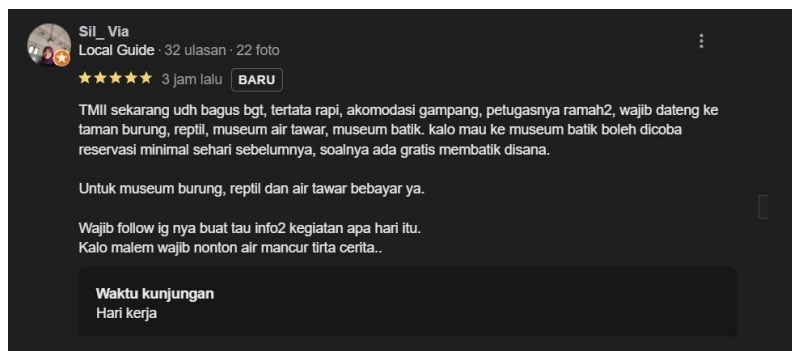 Sil_ Via
Local Guide · 32 ulasan · 22 foto
★★★★★ 3 jam lalu BARU
TMII sekarang udh bagus bgt, tertata rapi, akomodasi gampang, petugasnya ramah2, wajib dateng ke
taman burung, reptil, museum air tawar, museum batik. kalo mau ke museum batik boleh dicoba
reservasi minimal sehari sebelumnya, soalnya ada gratis membatik disana.
Untuk museum burung, reptil dan air tawar bebayar ya.
Wajib follow ig nya buat tau info2 kegiatan apa hari itu.
Kalo malem wajib nonton air mancur tirta cerita..
Waktu kunjungan
Hari kerja